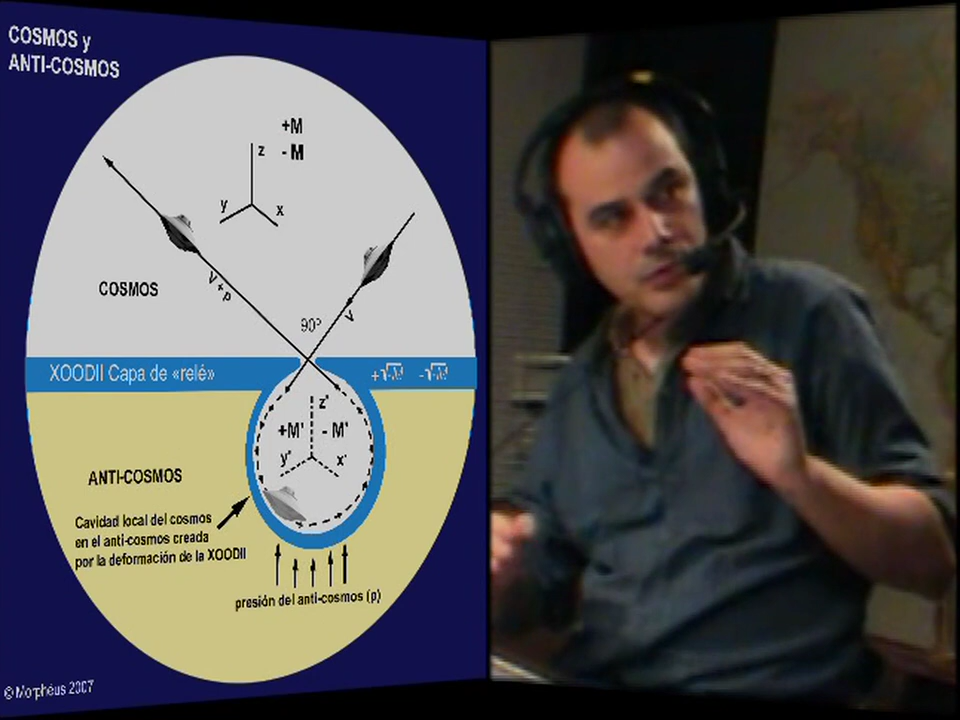 COSMOS y
ANTI-COSMOS
+M
z - M
y x
COSMOS
V + p
90º
V
XOODII Capa de «relé»
z'
+M' - M'
y' x'
ANTI-COSMOS
Cavidad local del cosmos
en el anti-cosmos creada
por la deformación de la XOODII
presión del anti-cosmos (p)
© Morphéus 2007